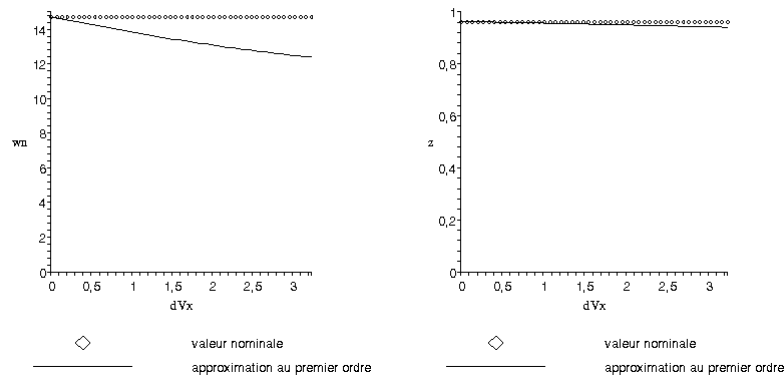 14
12
10
wn
8
6
4
2
0
0 0,5 1 1,5 2 2,5 3
dVx
valeur nominale
approximation au premier ordre
1
0,8
0,6
z
0,4
0,2
0
0 0,5 1 1,5 2 2,5 3
dVx
valeur nominale
approximation au premier ordre